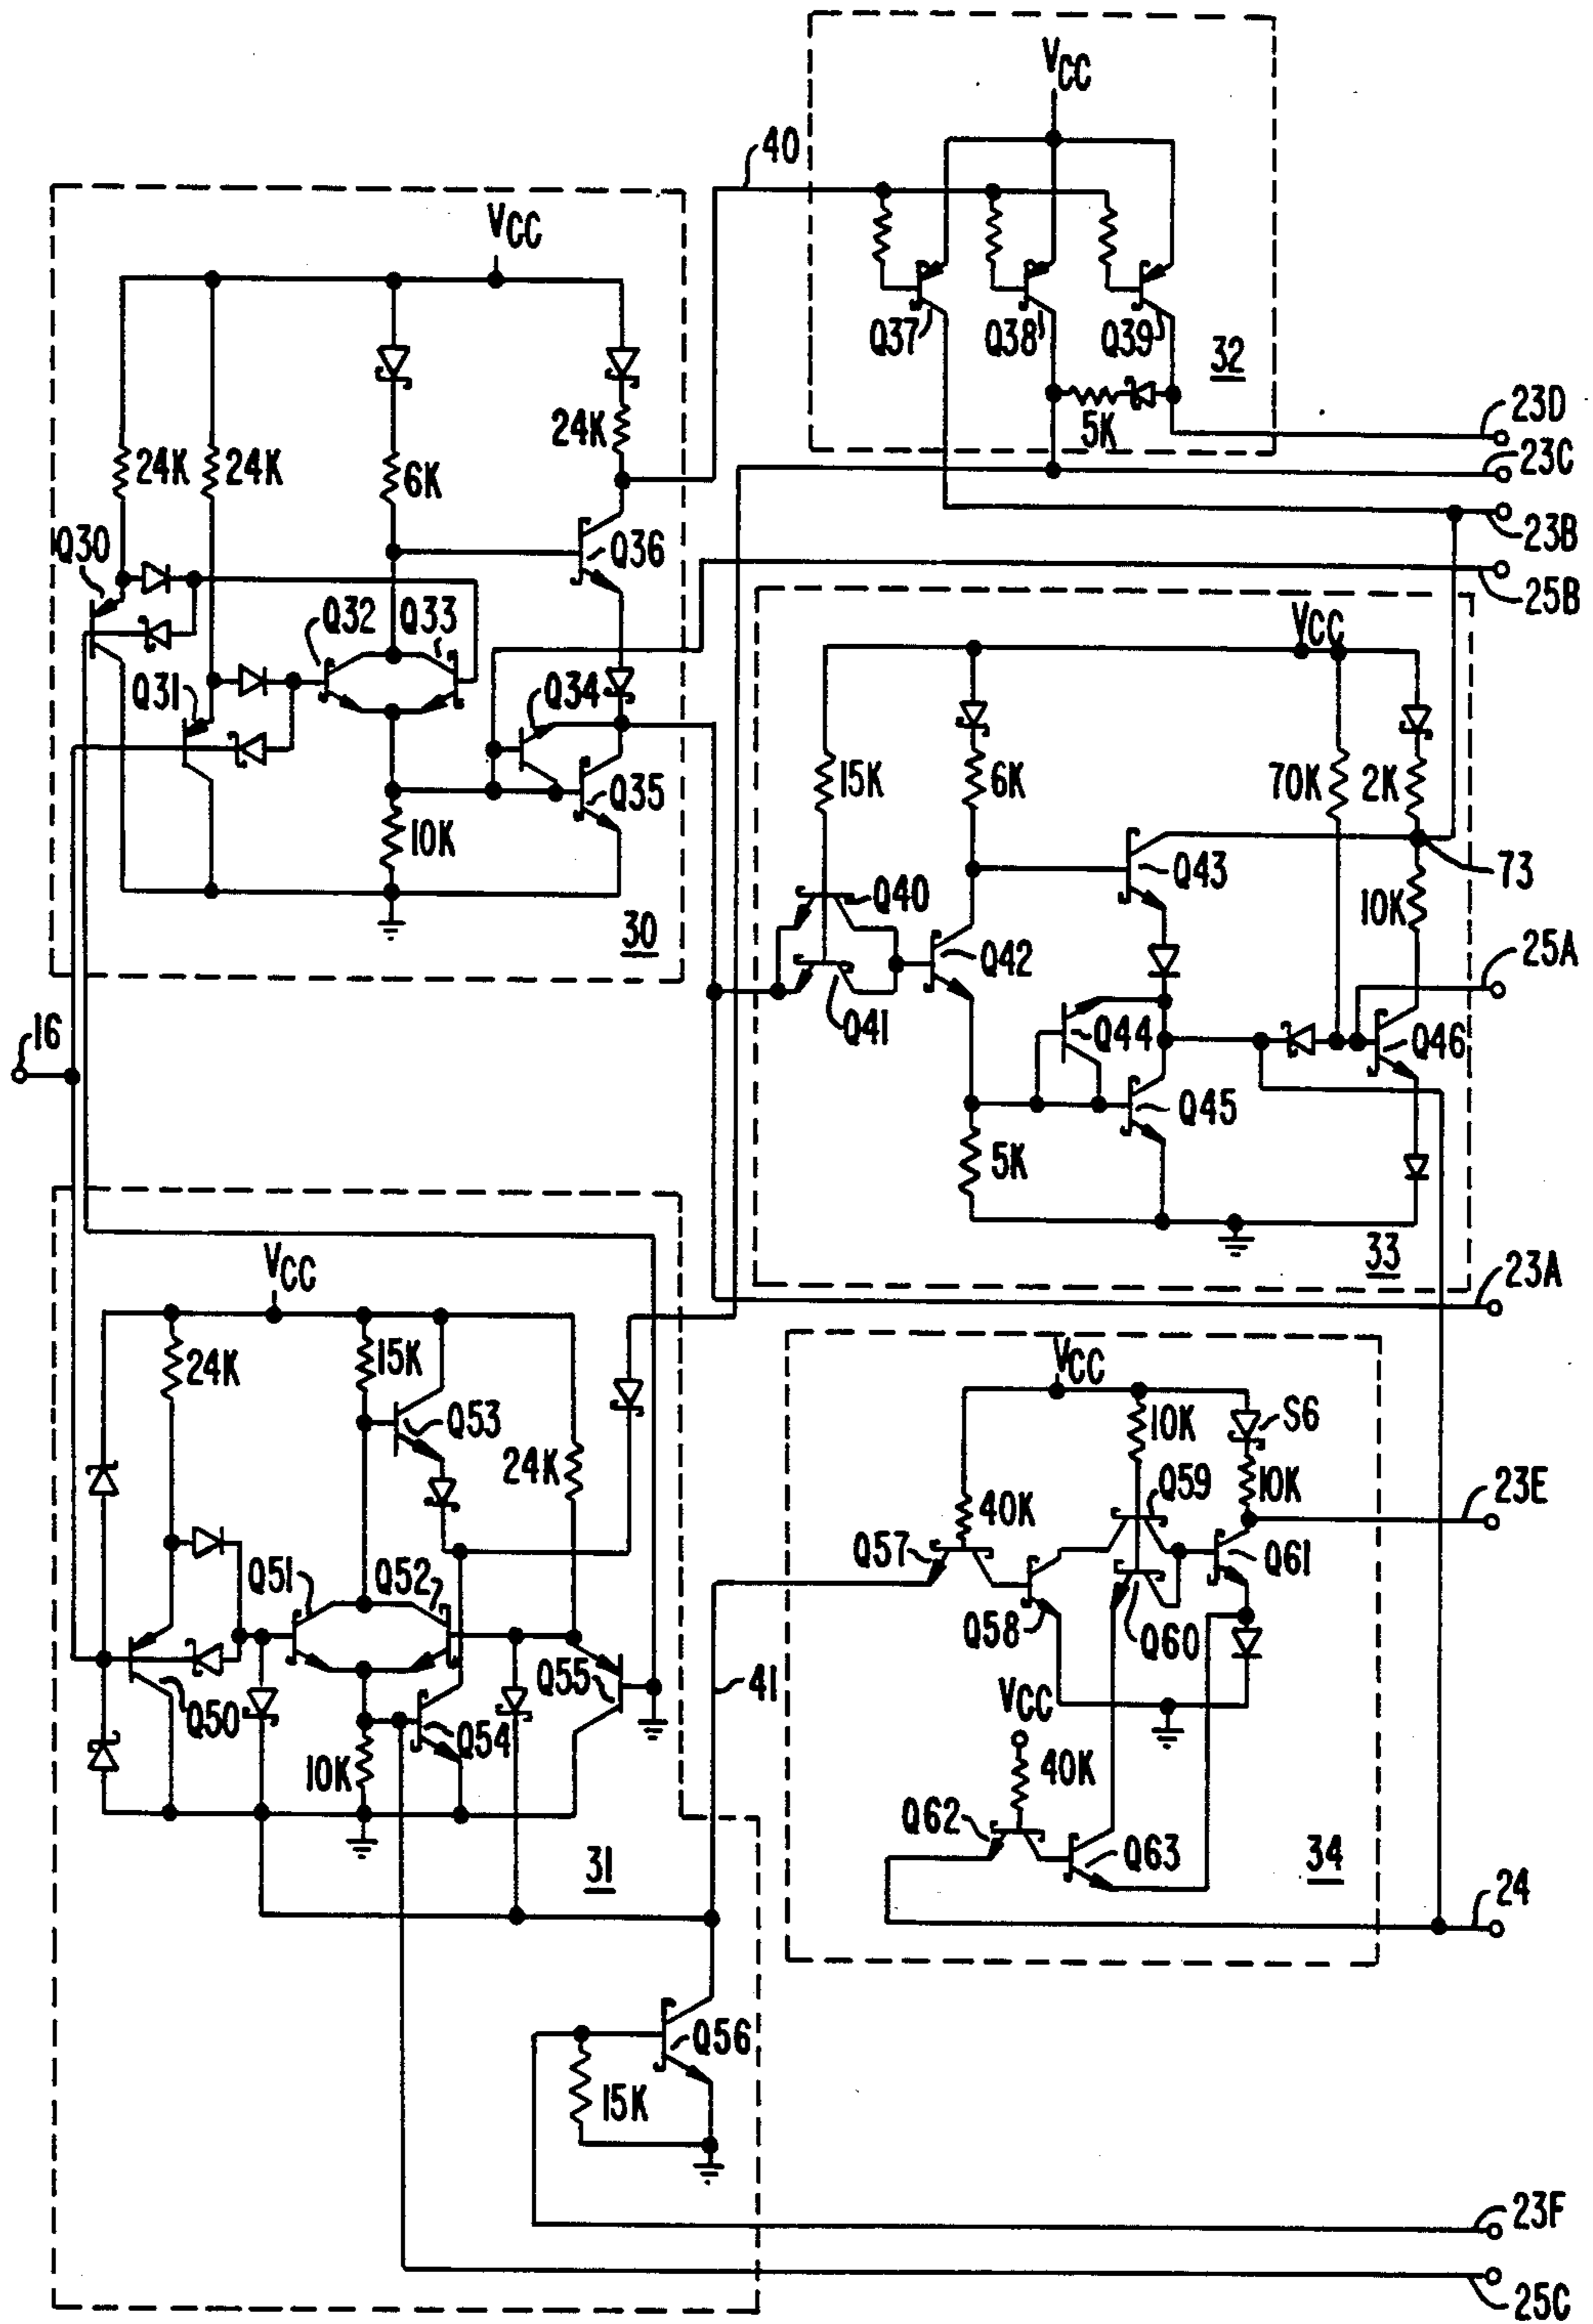 VCC
40
VCC
Q37
Q38
Q39
32
5K
23D
23C
23B
25B
24K
24K
6K
24K
Q30
Q36
Q32
Q33
Q31
Q34
Q35
10K
30
VCC
15K
6K
70K
2K
Q43
73
Q40
10K
Q42
25A
Q41
Q44
Q46
16
Q45
5K
33
23A
VCC
24K
15K
Q53
24K
VCC
10K
S6
Q59
10K
23E
40K
Q57
Q61
Q51
Q52
Q58
Q60
Q55
41
Q50
Q54
VCC
10K
40K
Q62
Q63
34
31
24
Q56
15K
23F
25C